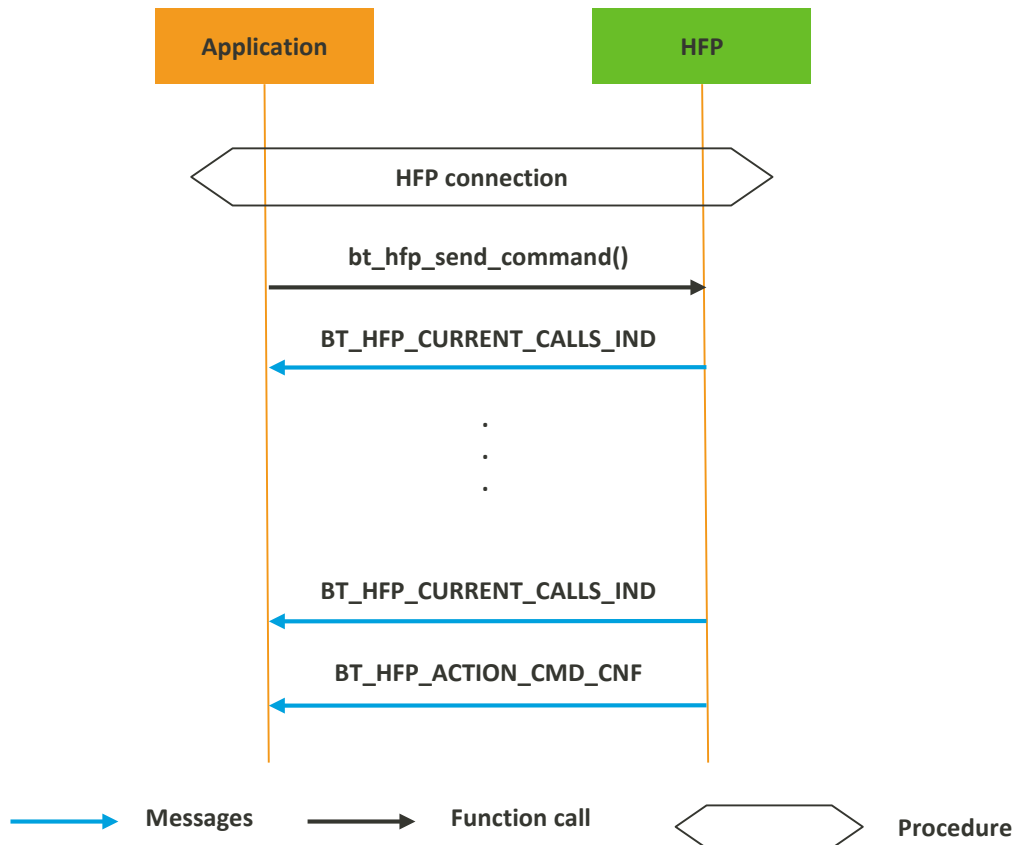 Application
HFP
HFP connection
bt_hfp_send_command()
BT_HFP_CURRENT_CALLS_IND
.
.
.
BT_HFP_CURRENT_CALLS_IND
BT_HFP_ACTION_CMD_CNF
Messages
Function call
Procedure